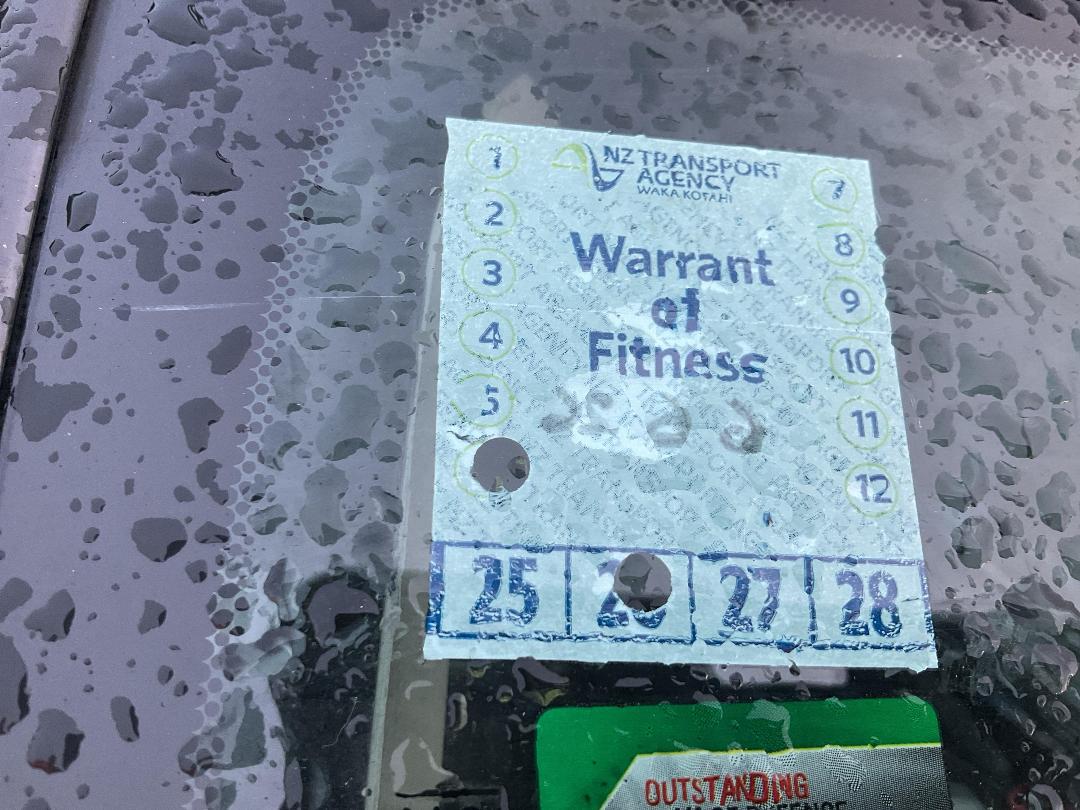 1
NZ TRANSPORT
AGENCY
WAKA KOTAHI
7
2
8
Warrant
of
Fitness
3
9
4
10
5
11
12
25
27
28
OUTSTANDING